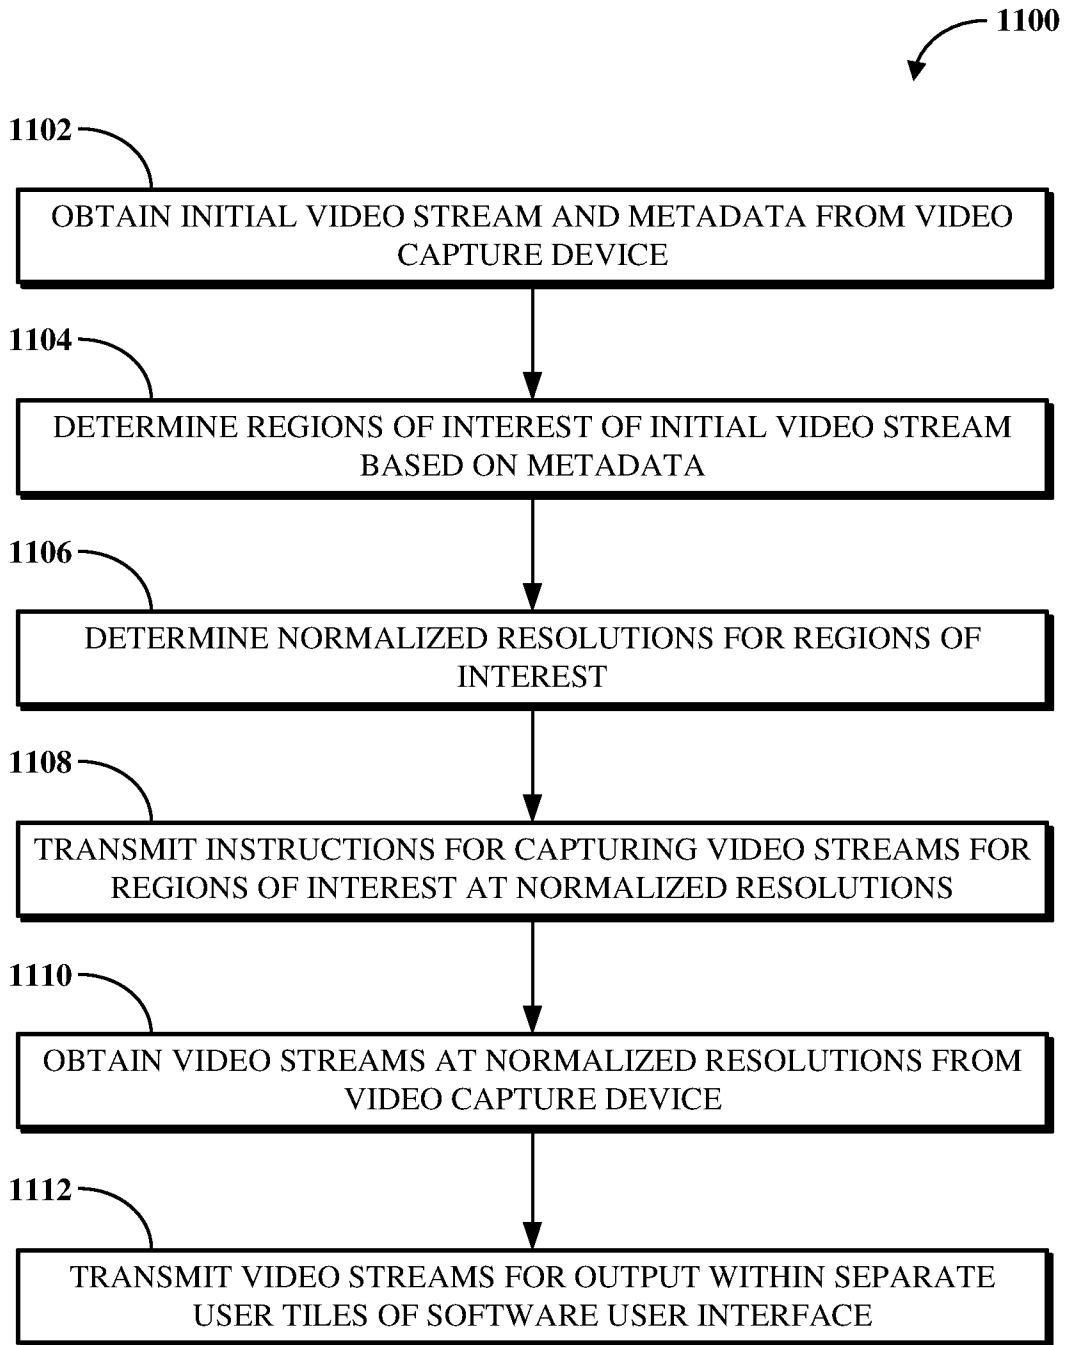 1100
1102
OBTAIN INITIAL VIDEO STREAM AND METADATA FROM VIDEO
CAPTURE DEVICE
1104
DETERMINE REGIONS OF INTEREST OF INITIAL VIDEO STREAM
BASED ON METADATA
1106
DETERMINE NORMALIZED RESOLUTIONS FOR REGIONS OF
INTEREST
1108
TRANSMIT INSTRUCTIONS FOR CAPTURING VIDEO STREAMS FOR
REGIONS OF INTEREST AT NORMALIZED RESOLUTIONS
1110
OBTAIN VIDEO STREAMS AT NORMALIZED RESOLUTIONS FROM
VIDEO CAPTURE DEVICE
1112
TRANSMIT VIDEO STREAMS FOR OUTPUT WITHIN SEPARATE
USER TILES OF SOFTWARE USER INTERFACE